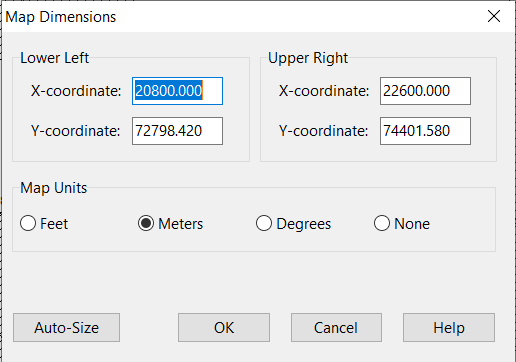 Map Dimensions
Lower Left
X-coordinate: 20800.000
Y-coordinate: 72798.420
Upper Right
X-coordinate: 22600.000
Y-coordinate: 74401.580
Map Units
Feet Meters Degrees None
Auto-Size OK Cancel Help